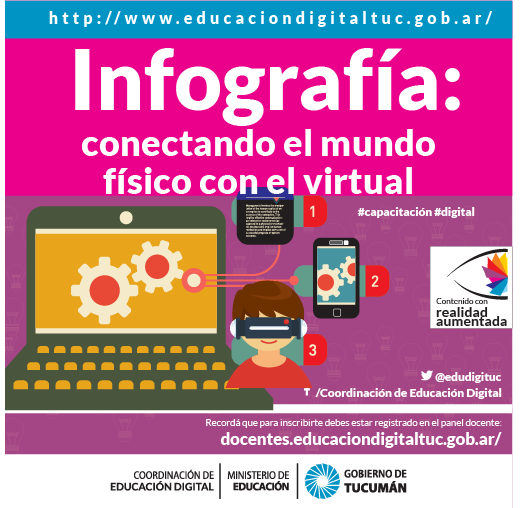 http://www.educaciondigitaltuc.gob.ar/
Infografía:
conectando el mundo
físico con el virtual
1
#capacitación #digital
2
Contenido con
realidad
aumentada
3
@edudigituc
/Coordinación de Educación Digital
Recordá que para inscribirte debes estar registrado en el panel docente:
docentes.educaciondigitaltuc.gob.ar/
COORDINACIÓN DE
EDUCACIÓN DIGITAL
MINISTERIO DE
EDUCACIÓN
GOBIERNO DE
TUCUMÁN